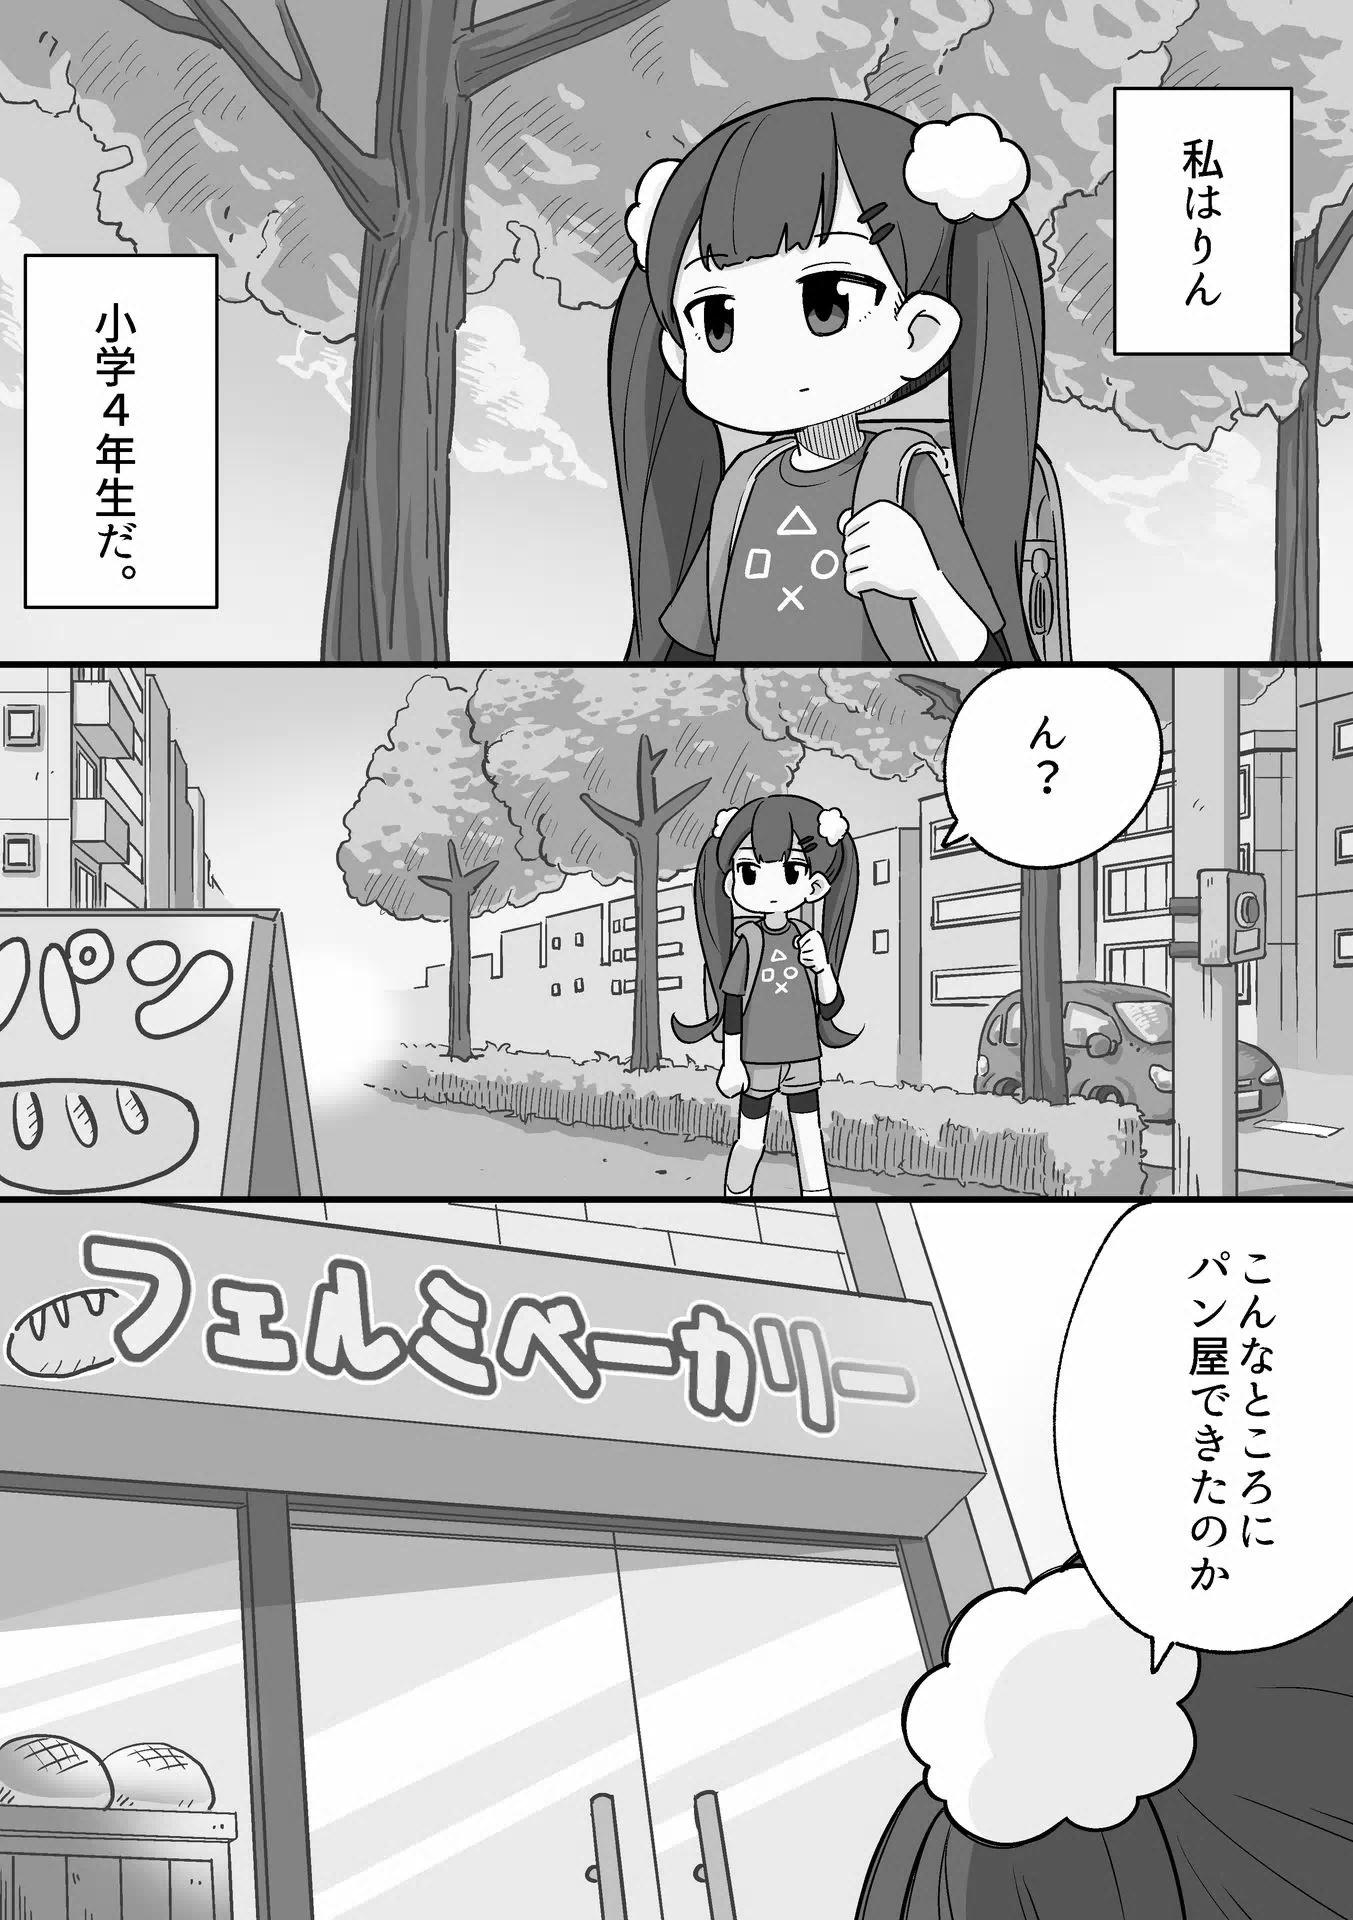 私はりん
小学４年生だ。
ん？
パン
フェルミベーカリー
こんなところに
パン屋できたのか